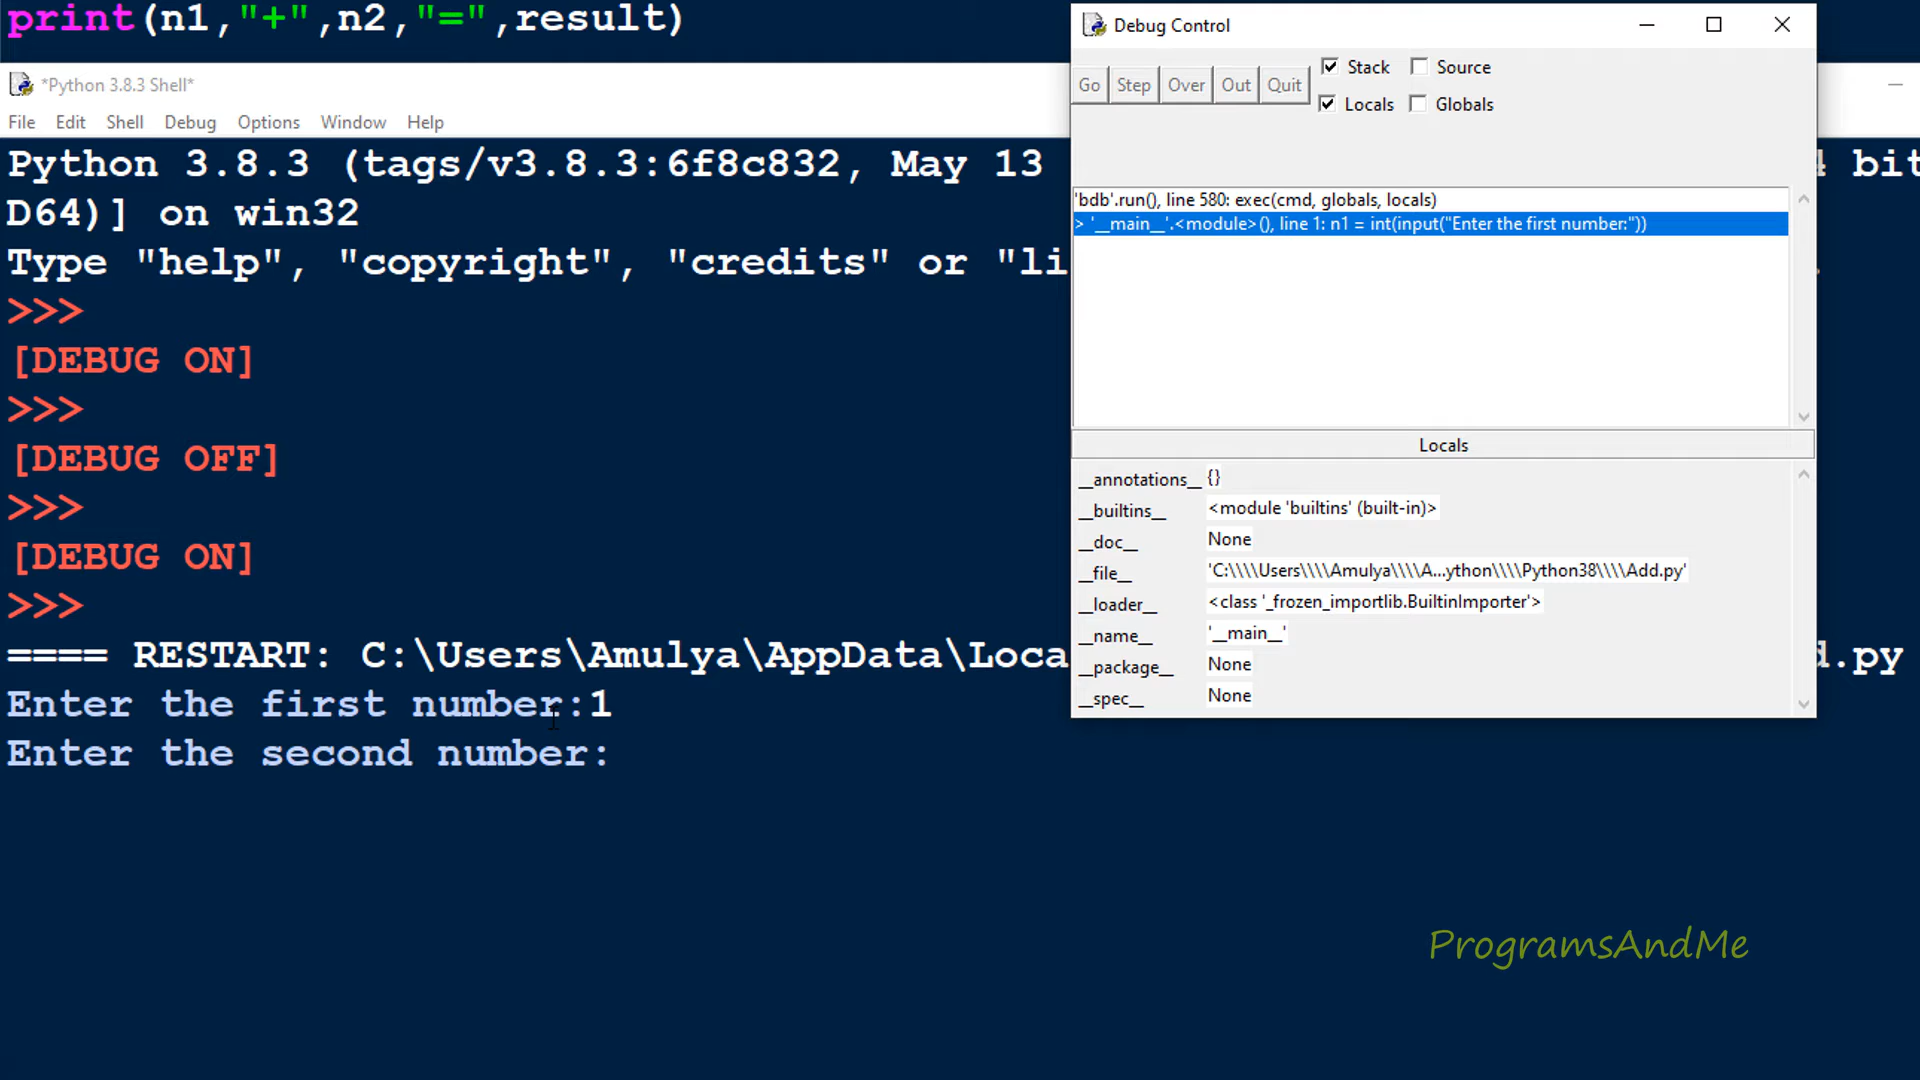 print(n1,"+",n2,"=",result)
*Python 3.8.3 Shell*
File Edit Shell Debug Options Window Help
Python 3.8.3 (tags/v3.8.3:6f8c832, May 13
4 bit
D64)] on win32
Type "help", "copyright", "credits" or "li
>>>
[DEBUG ON]
>>>
[DEBUG OFF]
>>>
[DEBUG ON]
>>>
==== RESTART: C:\Users\Amulya\AppData\Loca
d.py
Enter the first number:1
Enter the second number:
Debug Control
Go Step Over Out Quit
Stack Source
Locals Globals
'bdb'.run(), line 580: exec(cmd, globals, locals)
> '__main__'.<module>(), line 1: n1 = int(input("Enter the first number:"))
Locals
__annotations__ {}
__builtins__ <module 'builtins' (built-in)>
__doc__ None
__file__ 'C:\\\\Users\\\\Amulya\\\\A...ython\\\\Python38\\\\Add.py'
__loader__ <class '_frozen_importlib.BuiltinImporter'>
__name__ '__main__'
__package__ None
__spec__ None
ProgramsAndMe